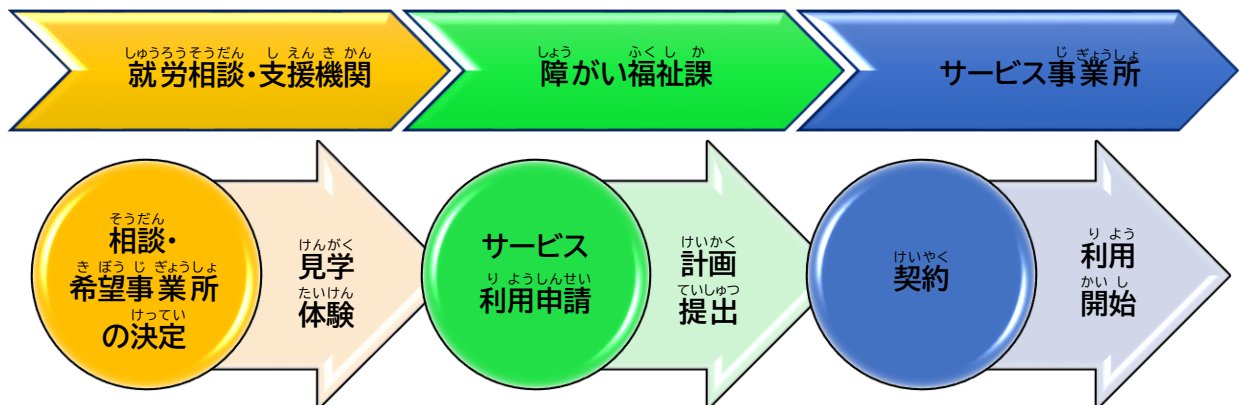 しゅうろうそうだん しえんきかん
就労相談・支援機関
しょう ふくしか
障がい福祉課
じぎょうしょ
サービス事業所
そうだん
相談・
きぼうじぎょうしょ
希望事業所
けってい
の決定
けんがく
見学
たいけん
体験
サービス
りようしんせい
利用申請
けいかく
計画
ていしゅつ
提出
けいやく
契約
りよう
利用
かいし
開始